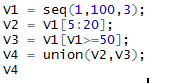 V1 = seq(1,100,3);
V2 = V1[5:20];
V3 = V1[V1>=50];
V4 = union(V2,V3);
V4